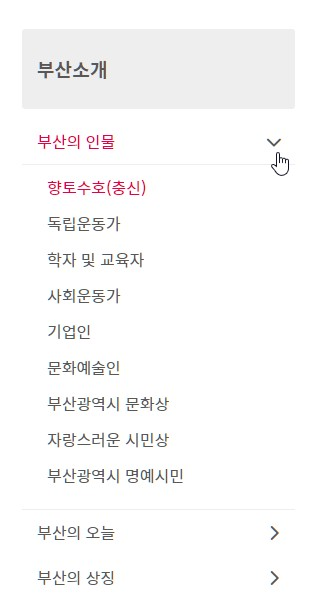 부산소개
부산의 인물
향토수호(충신)
독립운동가
학자 및 교육자
사회운동가
기업인
문화예술인
부산광역시 문화상
자랑스러운 시민상
부산광역시 명예시민
부산의 오늘
부산의 상징